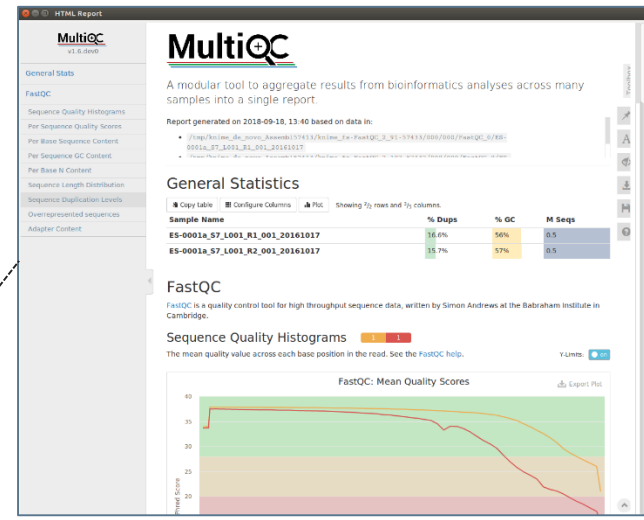 HTML Report
MultiQC
v1.6.dev0
General Stats
FastQC
Sequence Quality Histograms
Per Sequence Quality Scores
Per Base Sequence Content
Per Sequence GC Content
Per Base N Content
Sequence Length Distribution
Sequence Duplication Levels
Overrepresented sequences
Adapter Content
MultiQC
A modular tool to aggregate results from bioinformatics analyses across many
samples into a single report.
Report generated on 2018-09-18, 13:40 based on data in:
General Statistics
Copy table Configure Columns Plot Showing 2/2 rows and 3/5 columns.
Sample Name % Dups % GC M Seqs
ES-0001a_S7_L001_R1_001_20161017 16.6% 56% 0.5
ES-0001a_S7_L001_R2_001_20161017 15.7% 57% 0.5
FastQC
FastQC is a quality control tool for high throughput sequence data, written by Simon Andrews at the Babraham Institute in
Cambridge.
Sequence Quality Histograms 1 1
The mean quality value across each base position in the read. See the FastQC help.
Y-Limits: on
FastQC: Mean Quality Scores
Export Plot
40
35
30
25
20
Phred Score
Toolbox
A